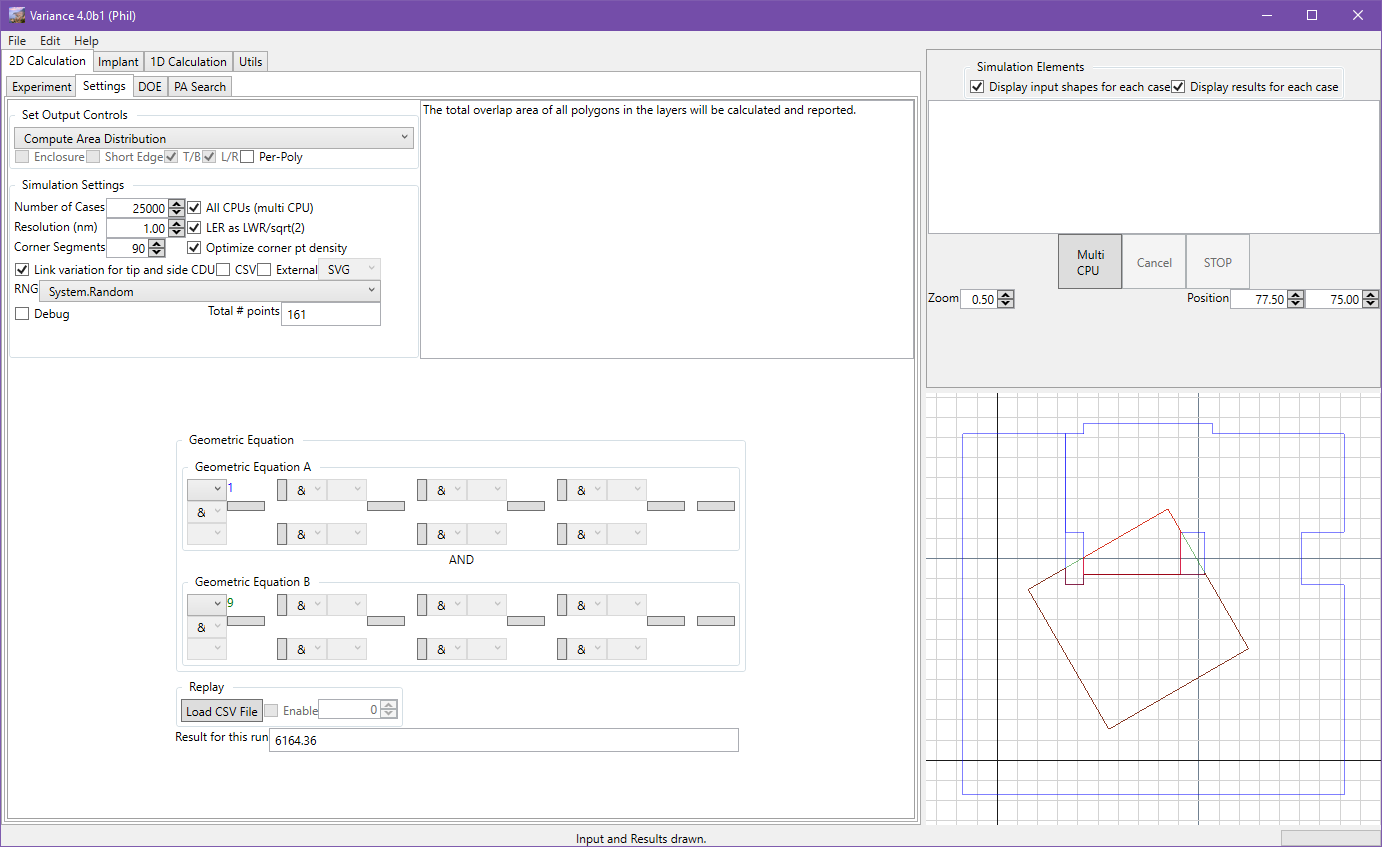 Variance 4.0b1 (Phil)
File Edit Help
2D Calculation Implant 1D Calculation Utils
Experiment Settings DOE PA Search
Set Output Controls
Compute Area Distribution
Enclosure Short Edge T/B L/R Per-Poly
Simulation Settings
Number of Cases 25000 All CPUs (multi CPU)
Resolution (nm) 1.00 LER as LWR/sqrt(2)
Corner Segments 90 Optimize corner pt density
Link variation for tip and side CDU CSV External SVG
RNG System.Random
Debug Total # points 161
The total overlap area of all polygons in the layers will be calculated and reported.
Geometric Equation
Geometric Equation A
1 & & &
&
& & &
AND
Geometric Equation B
9 & & &
&
& & &
Replay
Load CSV File Enable 0
Result for this run 6164.36
Simulation Elements
Display input shapes for each case Display results for each case
Multi CPU Cancel STOP
Zoom 0.50 Position 77.50 75.00
Input and Results drawn.